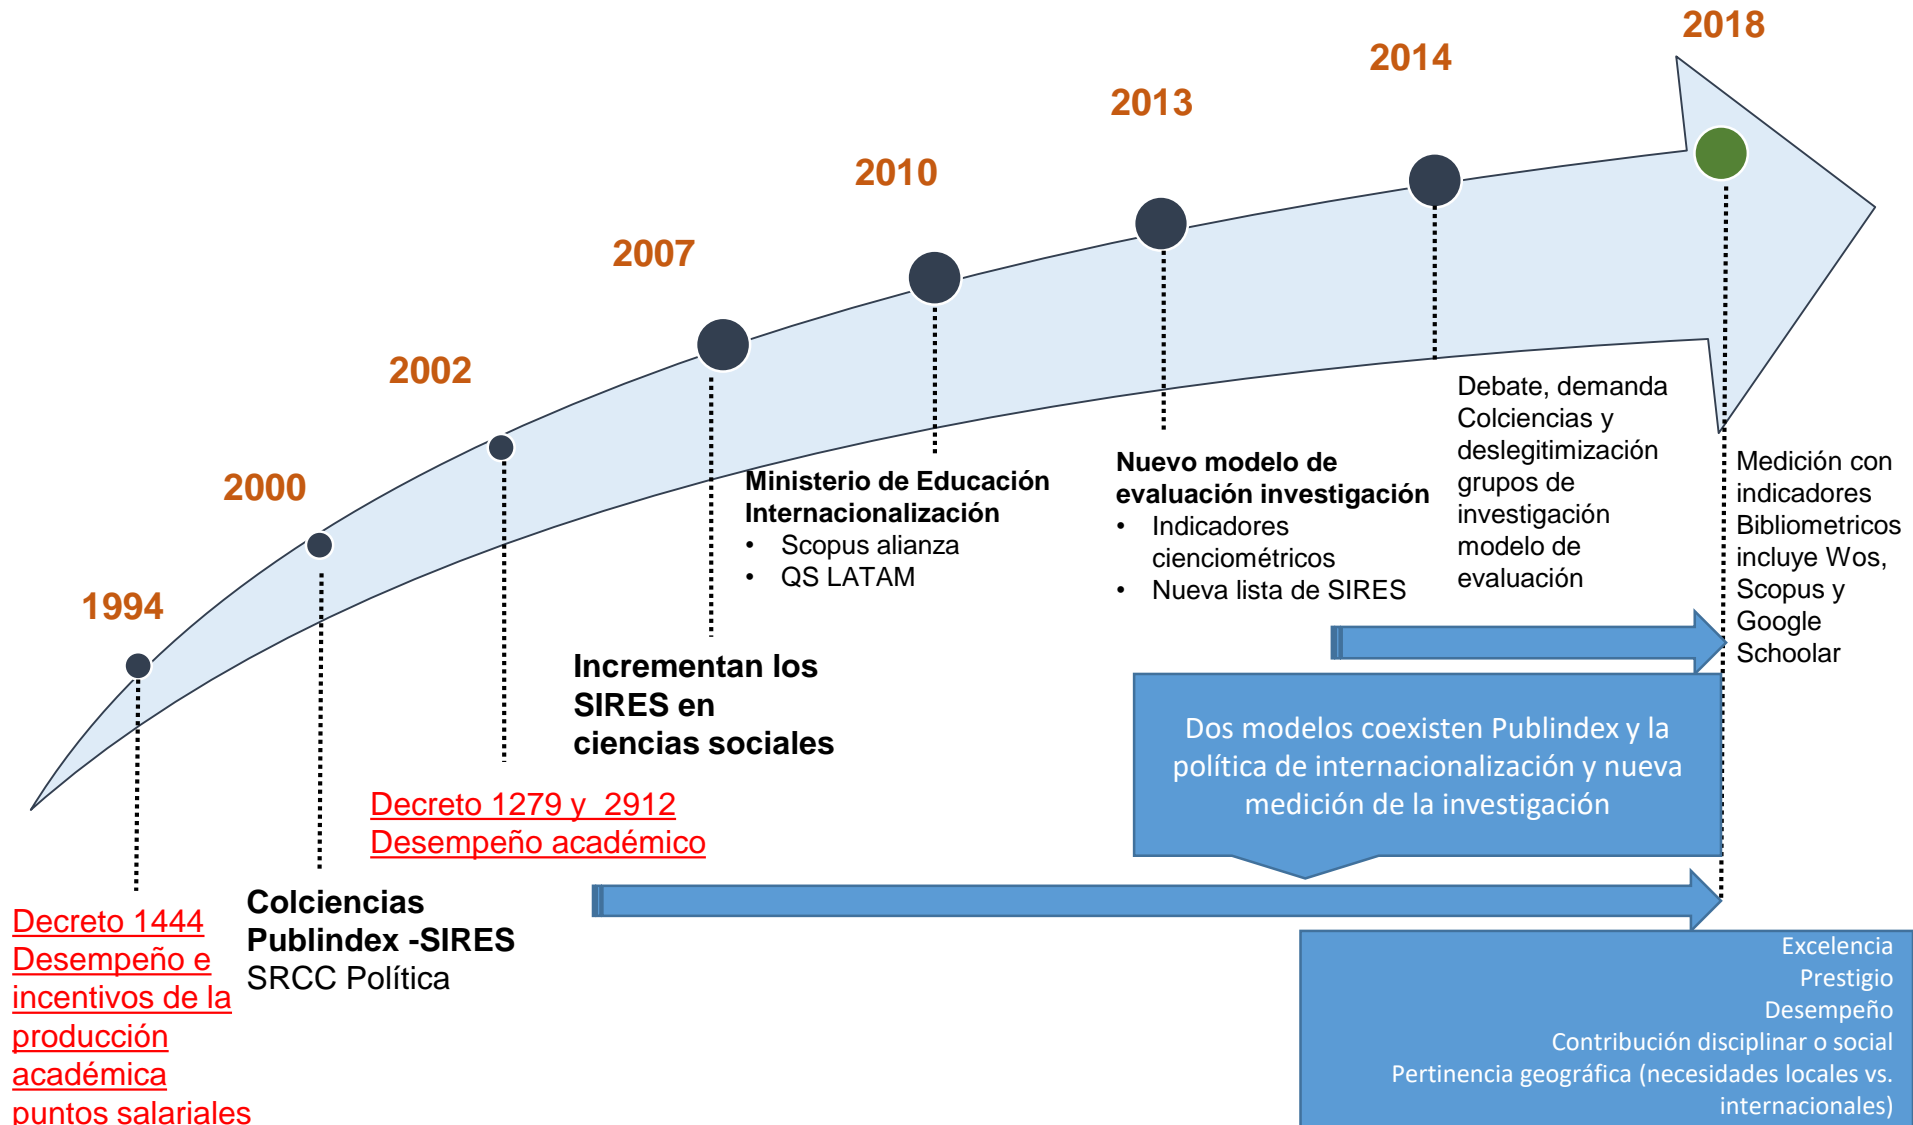 1994
Decreto 1444
Desempeño e
incentivos de la
producción
académica
puntos salariales
2000
Colciencias
Publindex -SIRES
SRCC Política
2002
Decreto 1279 y  2912
Desempeño académico
2007
Incrementan los
SIRES en
ciencias sociales
2010
Ministerio de Educación
Internacionalización
• Scopus alianza
• QS LATAM
2013
Nuevo modelo de
evaluación investigación
• Indicadores
cienciométricos
• Nueva lista de SIRES
2014
Debate, demanda
Colciencias y
deslegitimización
grupos de
investigación
modelo de
evaluación
2018
Medición con
indicadores
Bibliometricos
incluye Wos,
Scopus y
Google
Schoolar
Dos modelos coexisten Publindex y la
política de internacionalización y nueva
medición de la investigación
Excelencia
Prestigio
Desempeño
Contribución disciplinar o social
Pertinencia geográfica (necesidades locales vs.
internacionales)